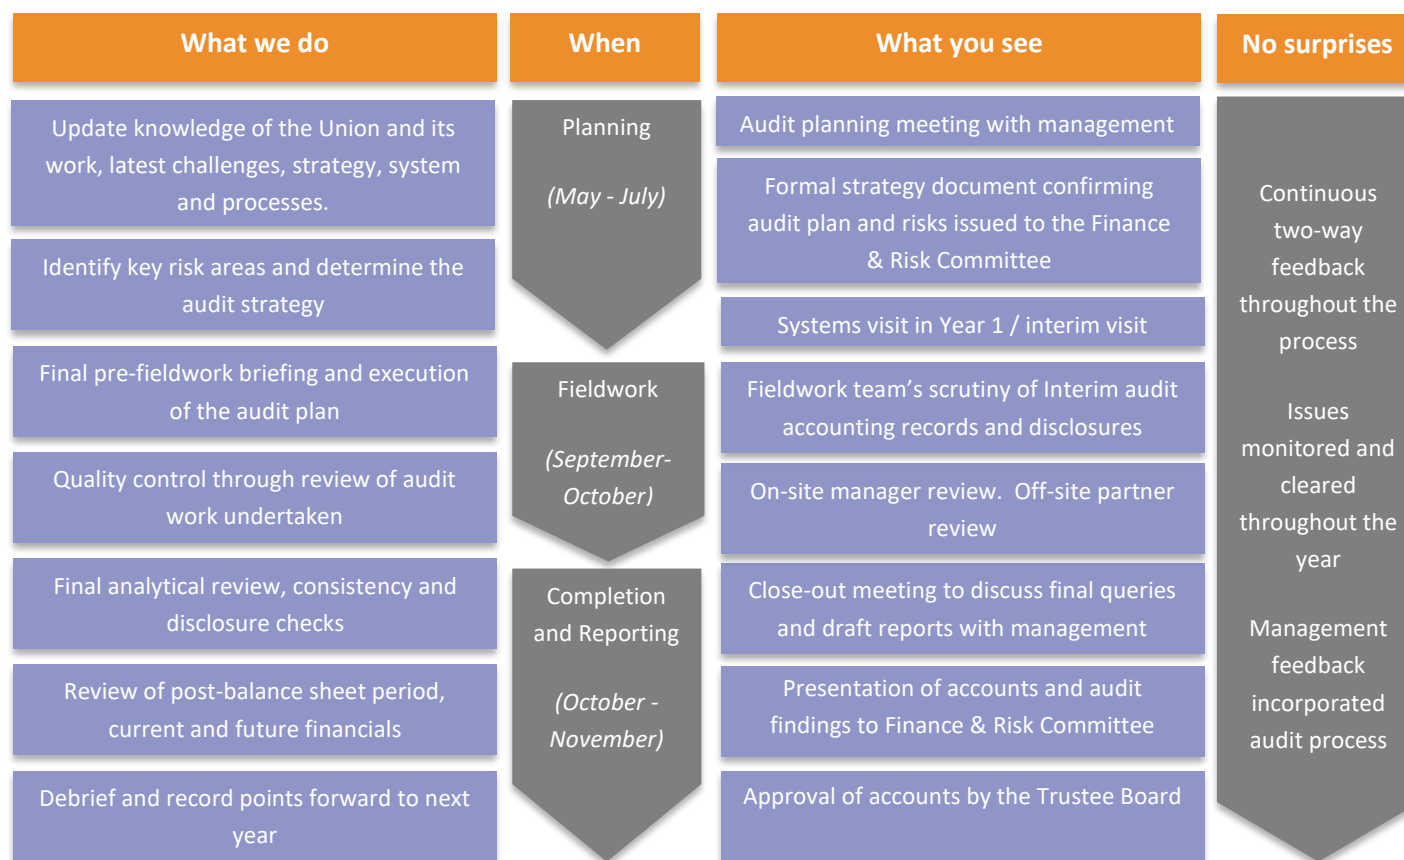 What we do
When
What you see
No surprises
Update knowledge of the Union and its
work, latest challenges, strategy, system
and processes.
Identify key risk areas and determine the
audit strategy
Final pre-fieldwork briefing and execution
of the audit plan
Quality control through review of audit
work undertaken
Final analytical review, consistency and
disclosure checks
Review of post-balance sheet period,
current and future financials
Debrief and record points forward to next
year
Planning
(May - July)
Fieldwork
(September-
October)
Completion
and Reporting
(October -
November)
Audit planning meeting with management
Formal strategy document confirming
audit plan and risks issued to the Finance
& Risk Committee
Systems visit in Year 1 / interim visit
Fieldwork team’s scrutiny of Interim audit
accounting records and disclosures
On-site manager review.  Off-site partner
review
Close-out meeting to discuss final queries
and draft reports with management
Presentation of accounts and audit
findings to Finance & Risk Committee
Approval of accounts by the Trustee Board
Continuous
two-way
feedback
throughout the
process
Issues
monitored and
cleared
throughout the
year
Management
feedback
incorporated
audit process